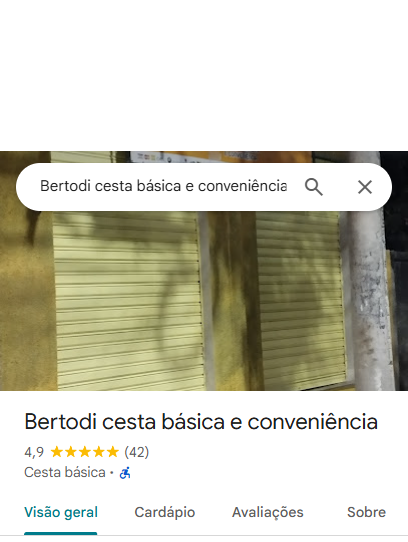 Bertodi cesta básica e conveniência
Bertodi cesta básica e conveniência
4,9 (42)
Cesta básica ·
Visão geral Cardápio Avaliações Sobre